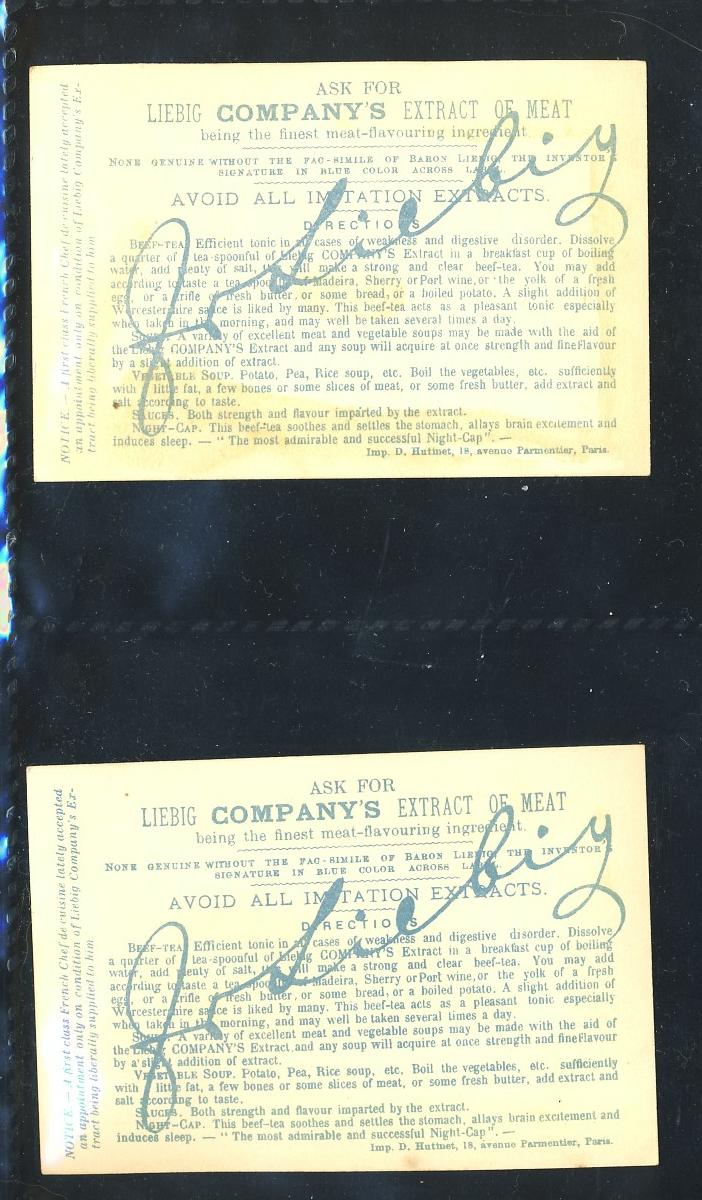 ASK FOR
LIEBIG COMPANY'S EXTRACT OF MEAT
being the finest meat-flavouring ingredient.
NONE GENUINE WITHOUT THE FAC-SIMILE OF BARON LIEBIG, THE INVENTOR'S
SIGNATURE IN BLUE COLOR ACROSS LABEL.
AVOID ALL IMITATION EXTRACTS.
DIRECTIONS
BEEF-TEA. Efficient tonic in all cases of weakness and digestive disorder. Dissolve
a quarter of a tea-spoonful of Liebig COMPANY'S Extract in a breakfast cup of boiling
water, add plenty of salt, this will make a strong and clear beef-tea. You may add
according to taste a tea-spoonful of Madeira, Sherry or Port wine, or the yolk of a fresh
egg, or a trifle of fresh butter, or some bread, or a boiled potato. A slight addition of
Worcestershire sauce is liked by many. This beef-tea acts as a pleasant tonic especially
when taken in the morning, and may well be taken several times a day.
SOUPS. A variety of excellent meat and vegetable soups may be made with the aid of
the Liebig COMPANY'S Extract and any soup will acquire at once strength and fine flavour
by a slight addition of extract.
VEGETABLE SOUP. Potato, Pea, Rice soup, etc. Boil the vegetables, etc. sufficiently
with a little fat, a few bones or some slices of meat, or some fresh butter, add extract and
salt according to taste.
SAUCES. Both strength and flavour imparted by the extract.
NIGHT-CAP. This beef-tea soothes and settles the stomach, allays brain excitement and
induces sleep. — "The most admirable and successful Night-Cap". —
Imp. D. Hutinet, 18, avenue Parmentier, Paris.
NOTICE. — A first class French Chef de cuisine lately accepted
an appointment only on condition of Liebig Company's Ex-
tract being liberally supplied to him
J v Liebig
ASK FOR
LIEBIG COMPANY'S EXTRACT OF MEAT
being the finest meat-flavouring ingredient.
NONE GENUINE WITHOUT THE FAC-SIMILE OF BARON LIEBIG, THE INVENTOR'S
SIGNATURE IN BLUE COLOR ACROSS LABEL.
AVOID ALL IMITATION EXTRACTS.
DIRECTIONS
BEEF-TEA. Efficient tonic in all cases of weakness and digestive disorder. Dissolve
a quarter of a tea-spoonful of Liebig COMPANY'S Extract in a breakfast cup of boiling
water, add plenty of salt, this will make a strong and clear beef-tea. You may add
according to taste a tea-spoonful of Madeira, Sherry or Port wine, or the yolk of a fresh
egg, or a trifle of fresh butter, or some bread, or a boiled potato. A slight addition of
Worcestershire sauce is liked by many. This beef-tea acts as a pleasant tonic especially
when taken in the morning, and may well be taken several times a day.
SOUPS. A variety of excellent meat and vegetable soups may be made with the aid of
the Liebig COMPANY'S Extract and any soup will acquire at once strength and fine flavour
by a slight addition of extract.
VEGETABLE SOUP. Potato, Pea, Rice soup, etc. Boil the vegetables, etc. sufficiently
with a little fat, a few bones or some slices of meat, or some fresh butter, add extract and
salt according to taste.
SAUCES. Both strength and flavour imparted by the extract.
NIGHT-CAP. This beef-tea soothes and settles the stomach, allays brain excitement and
induces sleep. — "The most admirable and successful Night-Cap". —
Imp. D. Hutinet, 18, avenue Parmentier, Paris.
NOTICE. — A first class French Chef de cuisine lately accepted
an appointment only on condition of Liebig Company's Ex-
tract being liberally supplied to him
J v Liebig